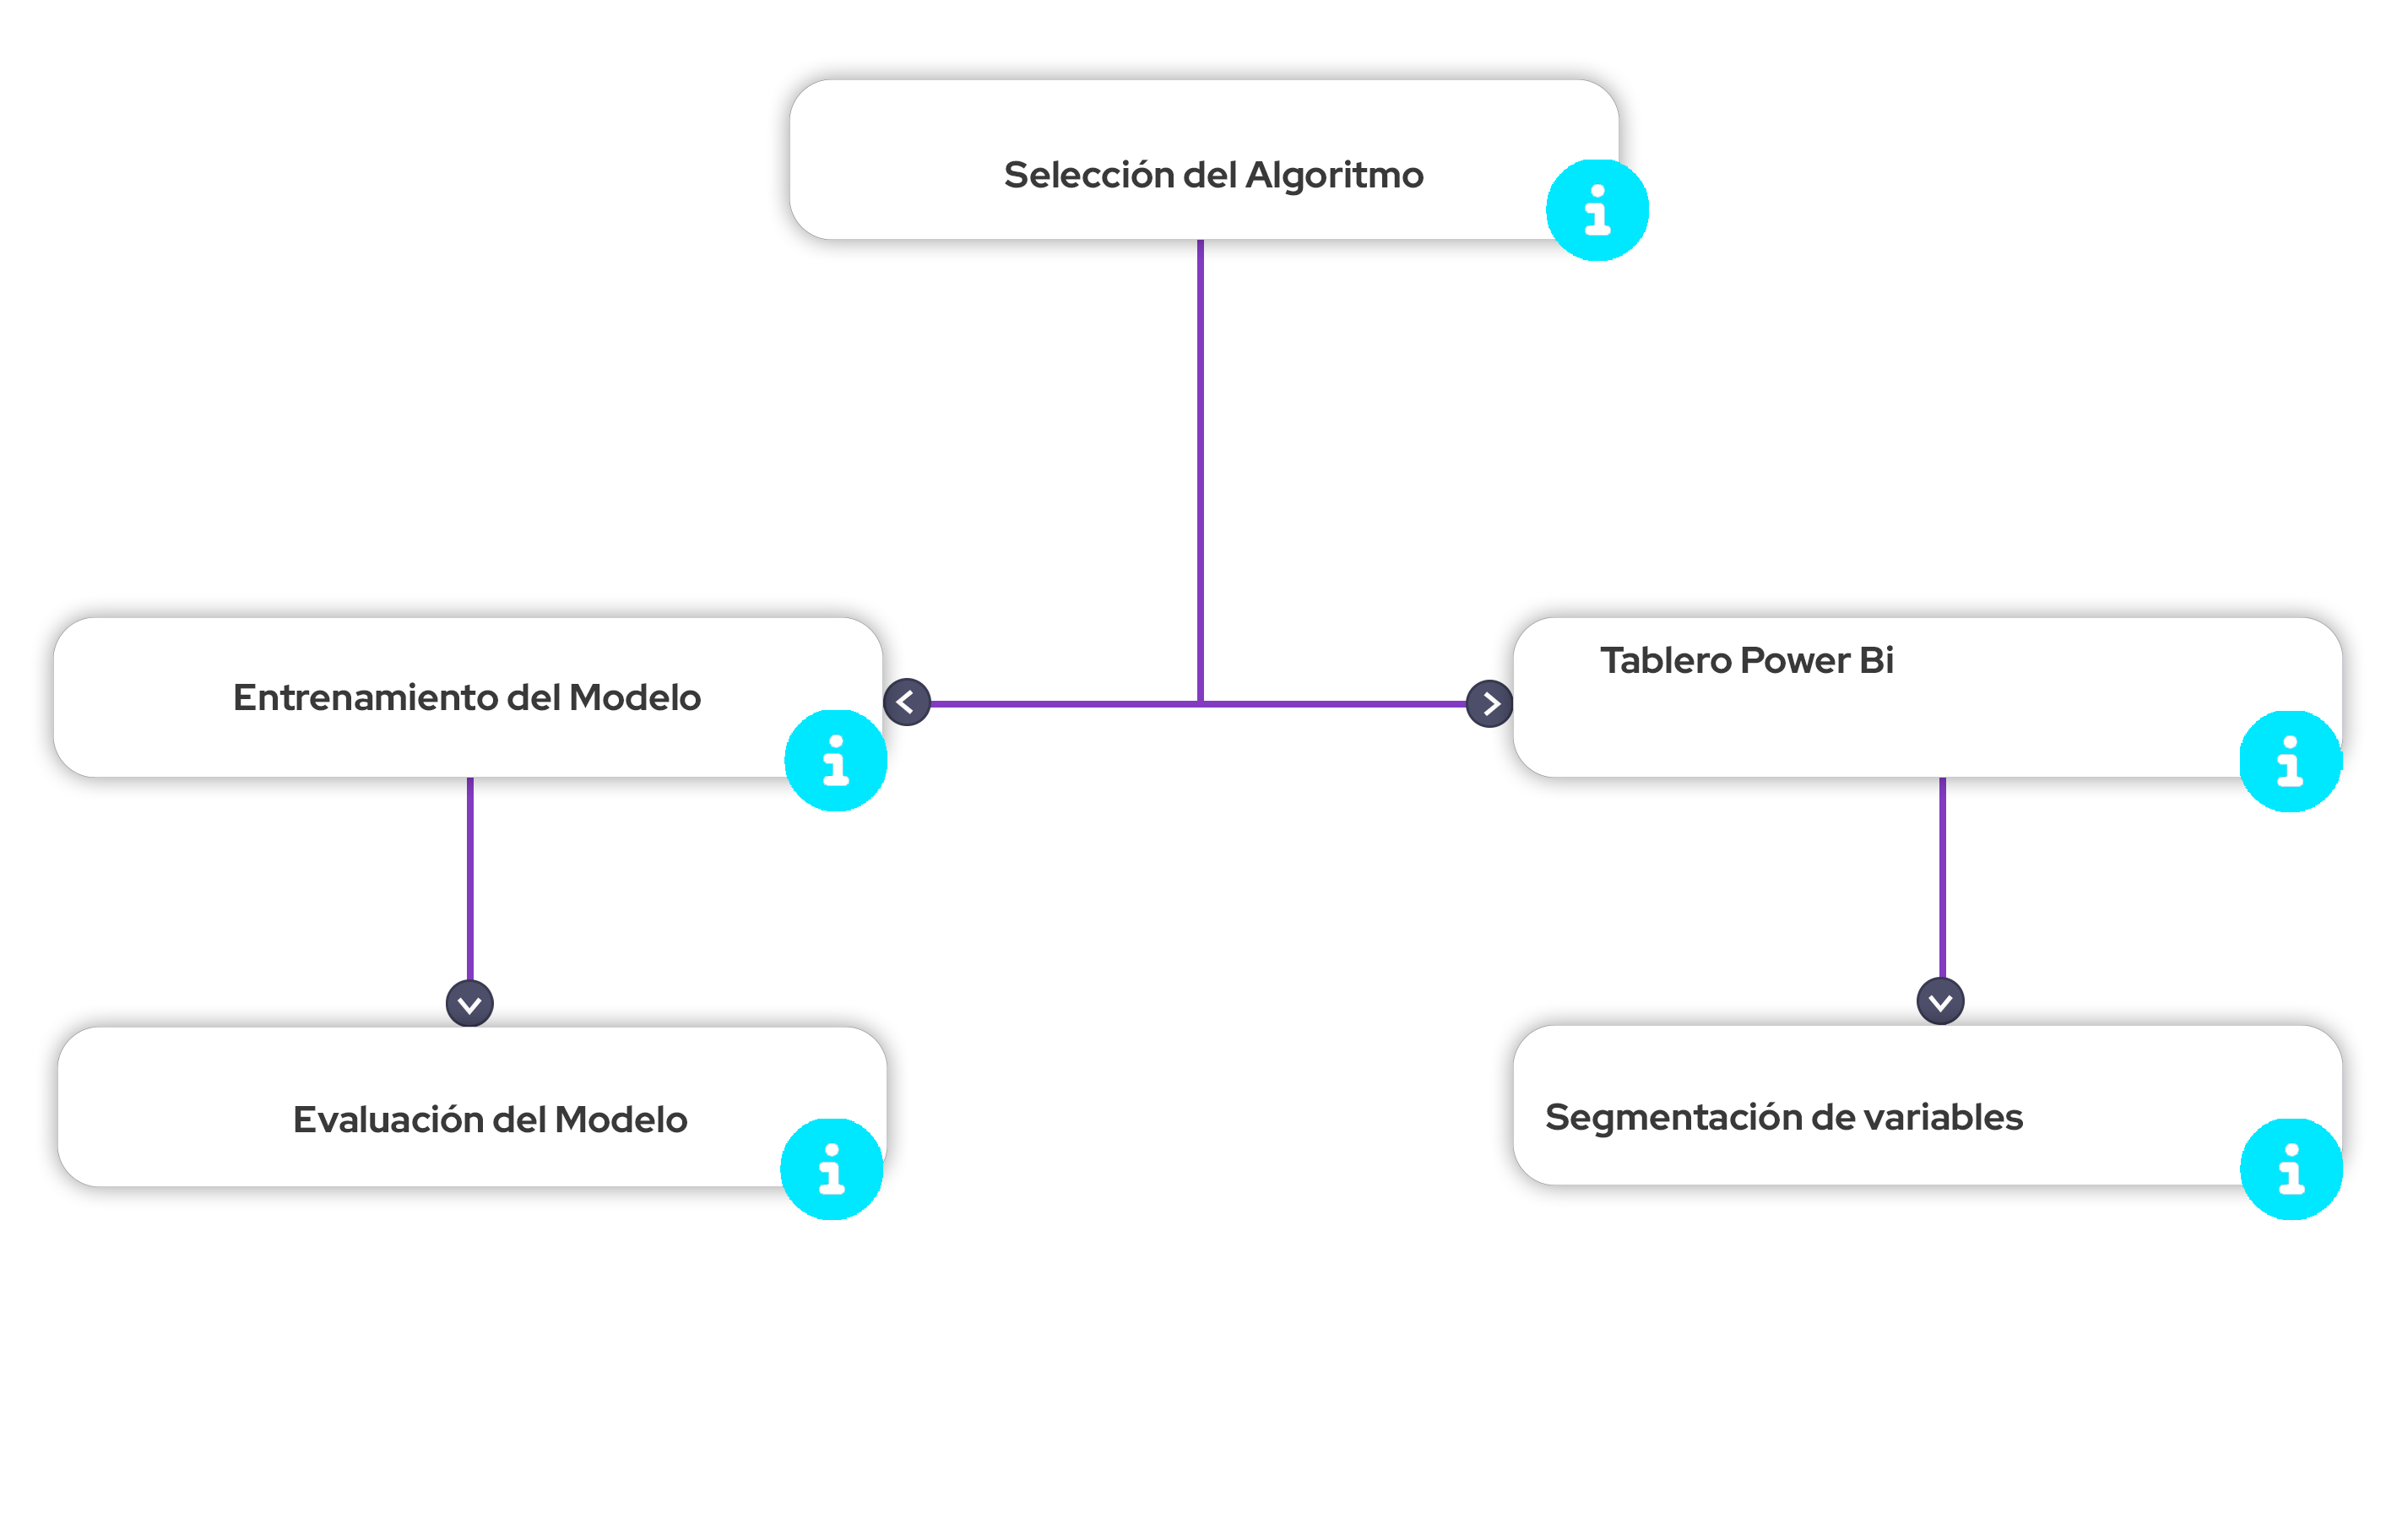 Selección del Algoritmo
Entrenamiento del Modelo
Tablero Power Bi
Evaluación del Modelo
Segmentación de variables